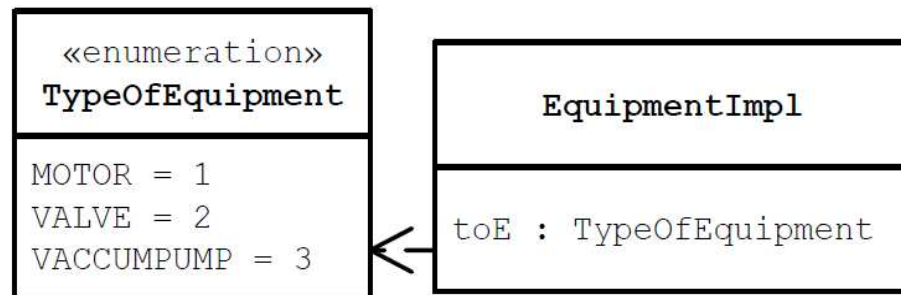 «enumeration»
TypeOfEquipment
MOTOR = 1
VALVE = 2
VACCUMPUMP = 3
EquipmentImpl
toE : TypeOfEquipment